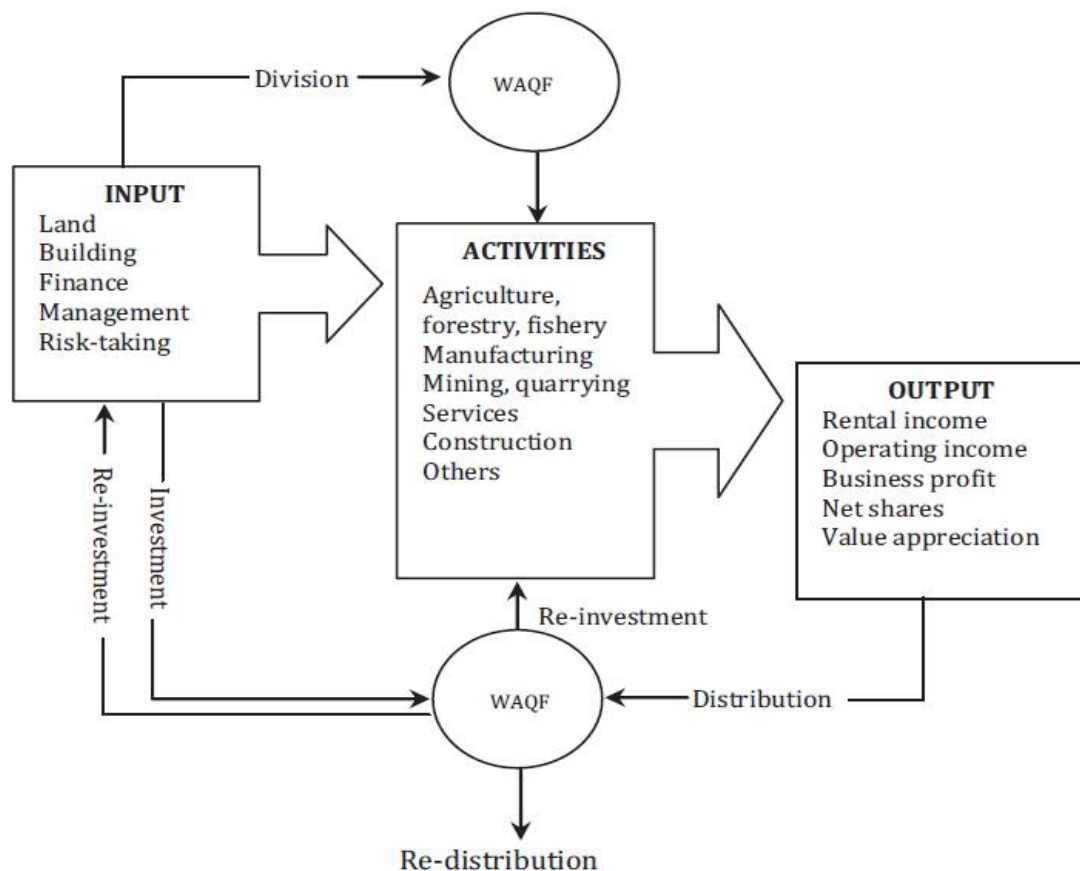 Division
WAQF
INPUT
Land
Building
Finance
Management
Risk-taking
ACTIVITIES
Agriculture,
forestry, fishery
Manufacturing
Mining, quarrying
Services
Construction
Others
OUTPUT
Rental income
Operating income
Business profit
Net shares
Value appreciation
Re-investment
Investment
Re-investment
WAQF
Distribution
Re-distribution